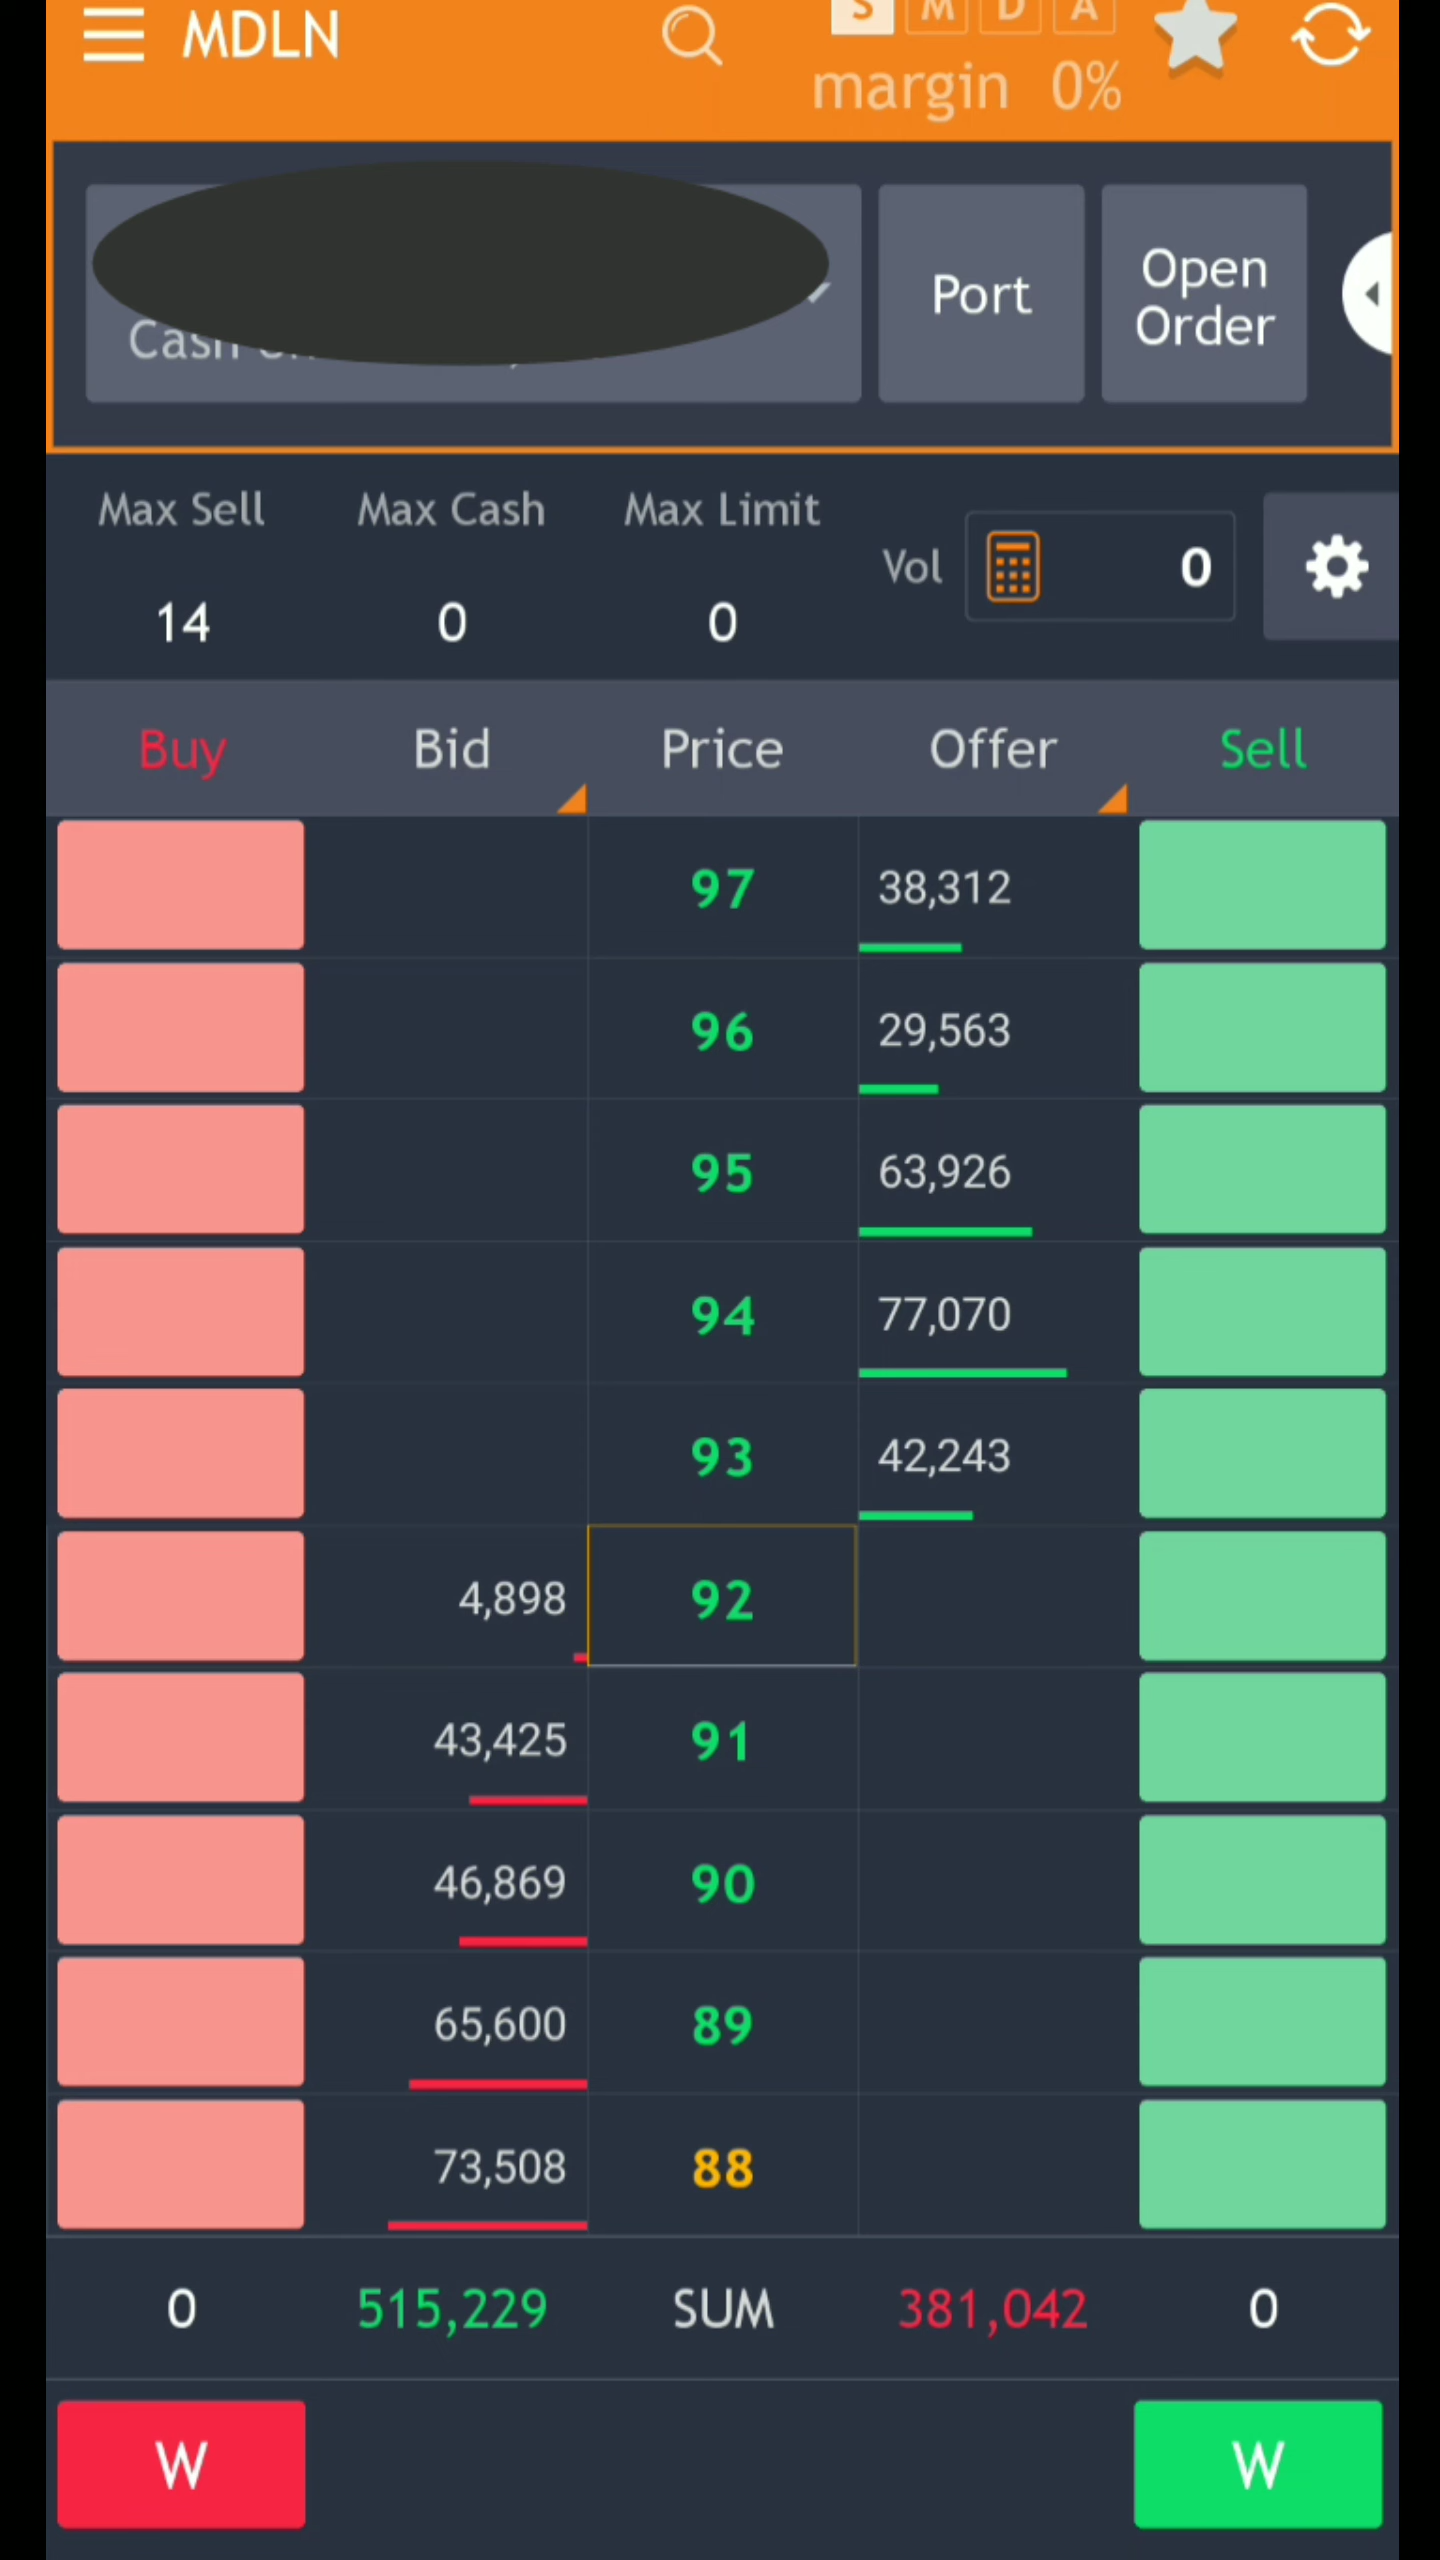 MDLN S M D A
margin 0%
Port Open Order
Max Sell Max Cash Max Limit
Vol 0
14 0 0
Buy Bid Price Offer Sell
97 38,312
96 29,563
95 63,926
94 77,070
93 42,243
4,898 92
43,425 91
46,869 90
65,600 89
73,508 88
0 515,229 SUM 381,042 0
W W